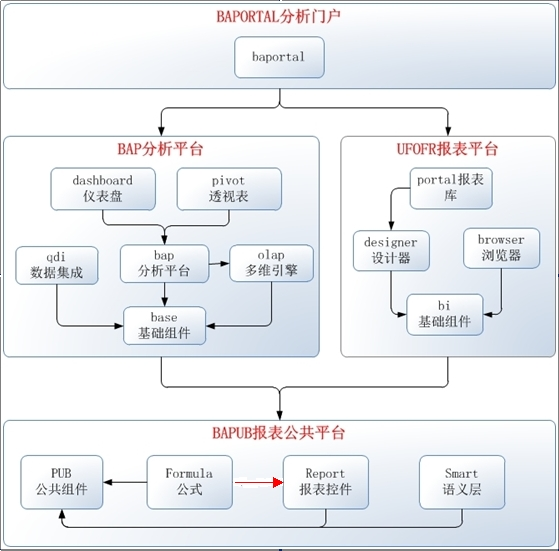 BAPORTAL分析门户
baportal
BAP分析平台
UFOFR报表平台
dashboard
仪表盘
pivot
透视表
portal报表
库
qdi
数据集成
bap
分析平台
olap
多维引擎
designer
设计器
browser
浏览器
base
基础组件
bi
基础组件
BAPUB报表公共平台
PUB
公共组件
Formula
公式
Report
报表控件
Smart
语义层